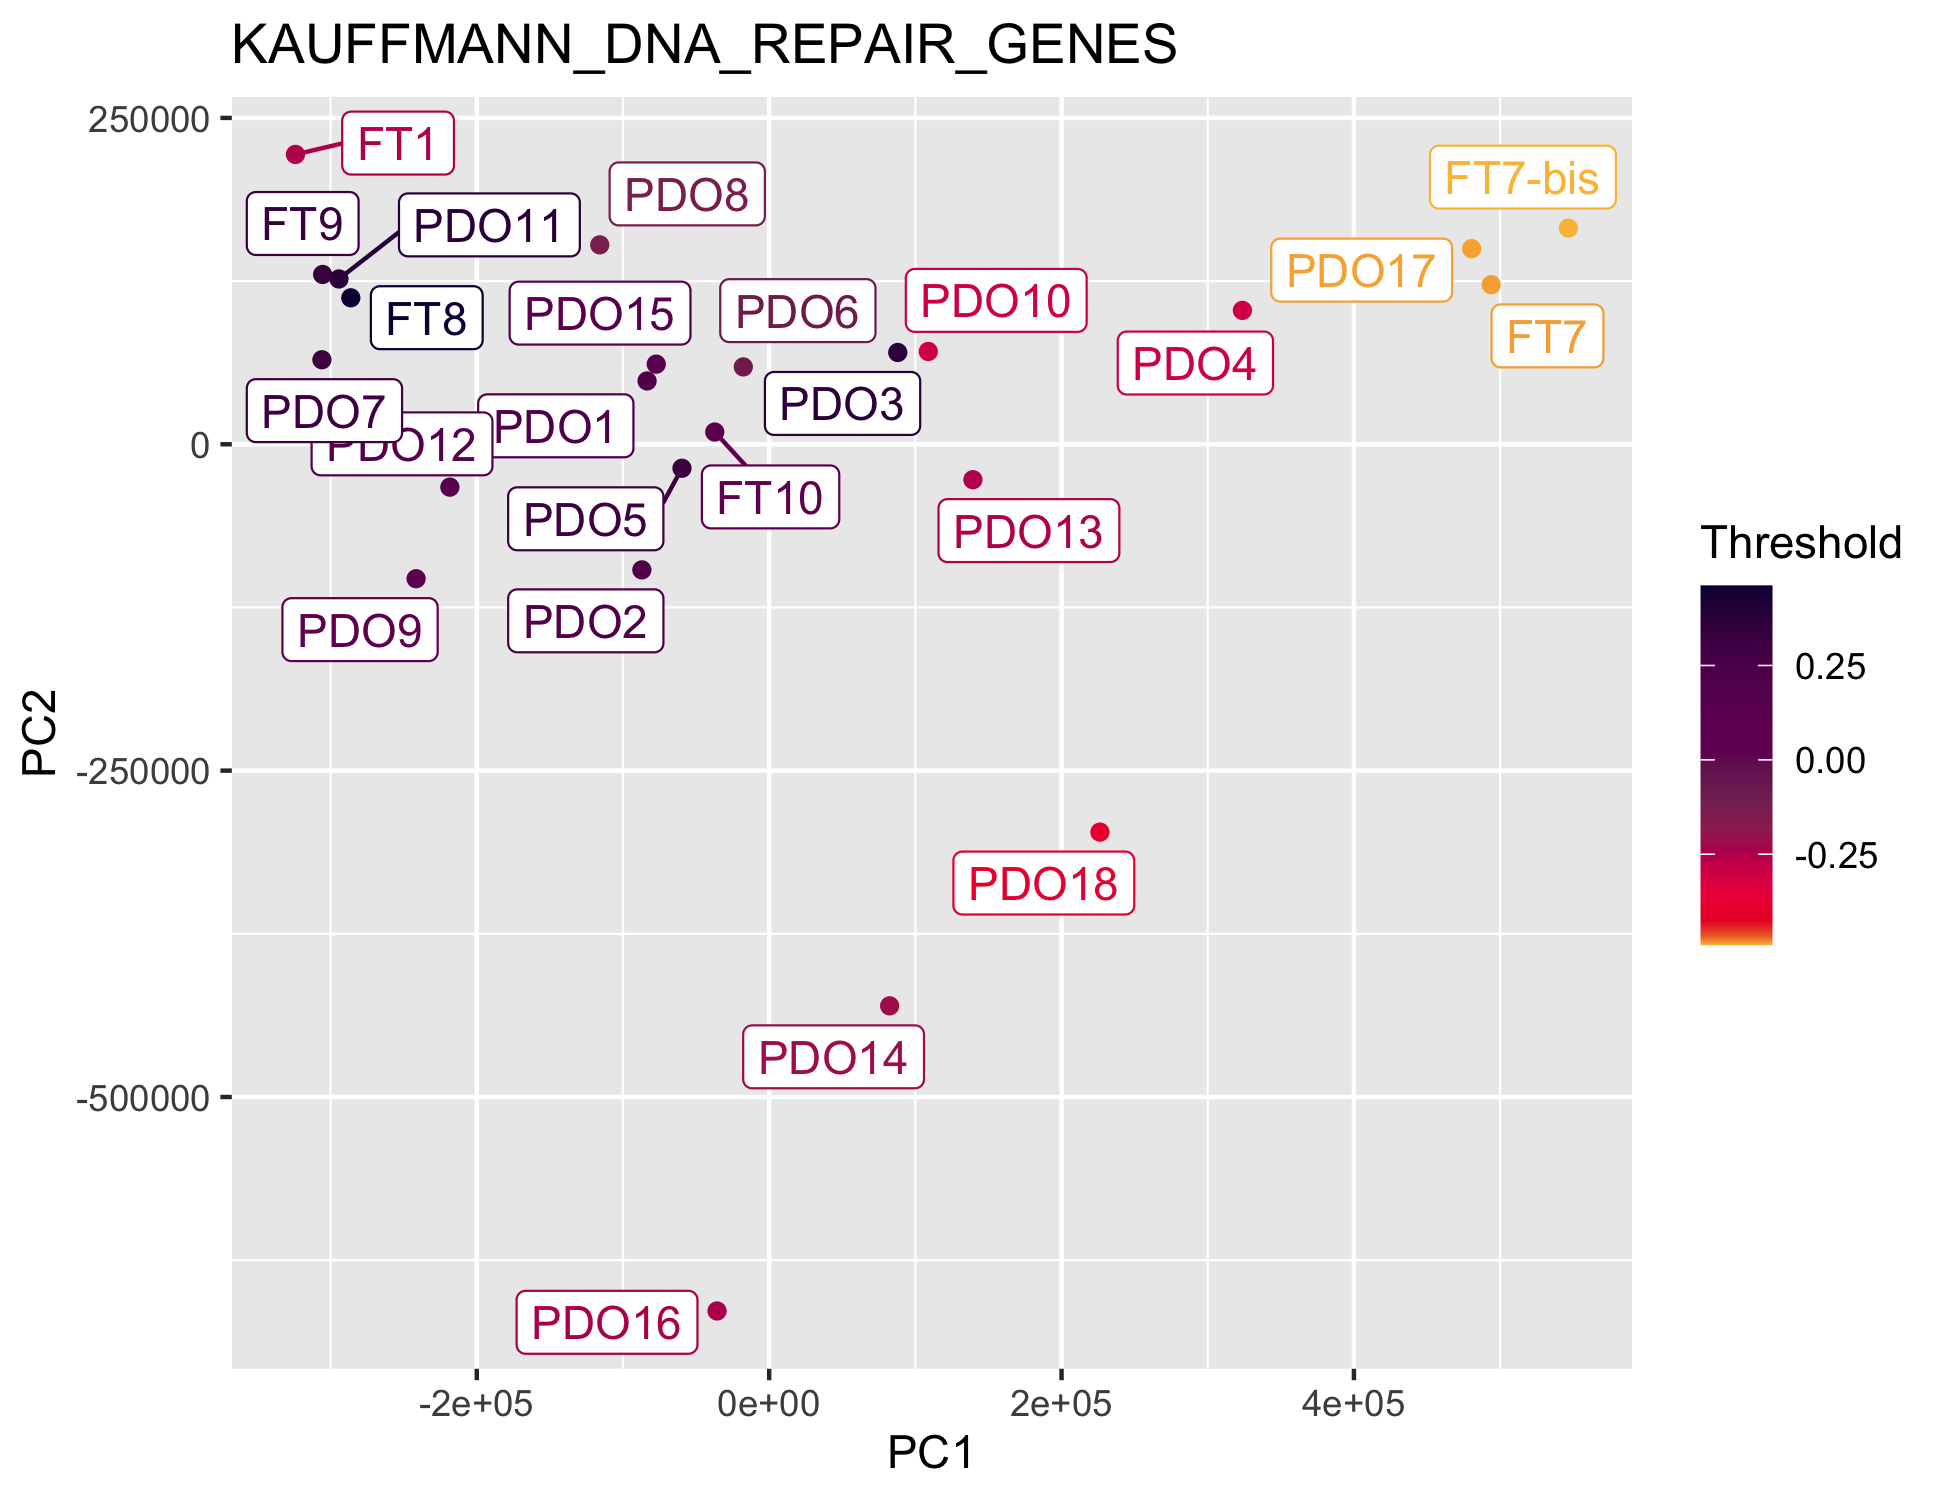 KAUFFMANN_DNA_REPAIR_GENES
250000
0
-250000
-500000
PC2
FT1
FT9
PDO11
PDO8
FT7-bis
FT8
PDO15
PDO6
PDO10
PDO17
FT7
PDO4
PDO7
PDO12
PDO1
PDO3
PDO5
FT10
PDO13
PDO9
PDO2
PDO18
PDO14
PDO16
-2e+05
0e+00
2e+05
4e+05
PC1
Threshold
0.25
0.00
-0.25